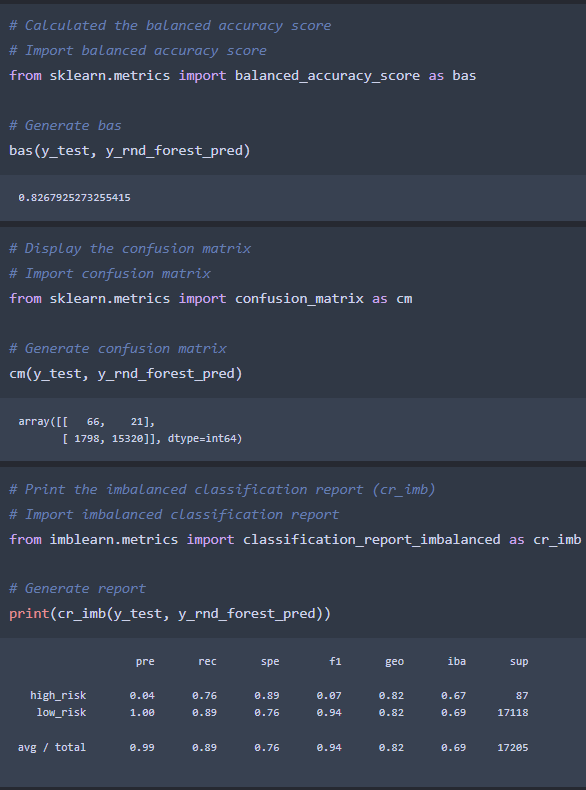 # Calculated the balanced accuracy score
# Import balanced accuracy score
from sklearn.metrics import balanced_accuracy_score as bas
# Generate bas
bas(y_test, y_rnd_forest_pred)
0.8267925273255415
# Display the confusion matrix
# Import confusion matrix
from sklearn.metrics import confusion_matrix as cm
# Generate confusion matrix
cm(y_test, y_rnd_forest_pred)
array([[   66,    21],
       [ 1798, 15320]], dtype=int64)
# Print the imbalanced classification report (cr_imb)
# Import imbalanced classification report
from imblearn.metrics import classification_report_imbalanced as cr_imb
# Generate report
print(cr_imb(y_test, y_rnd_forest_pred))
pre rec spe f1 geo iba sup
high_risk 0.04 0.76 0.89 0.07 0.82 0.67 87
low_risk 1.00 0.89 0.76 0.94 0.82 0.69 17118
avg / total 0.99 0.89 0.76 0.94 0.82 0.69 17205